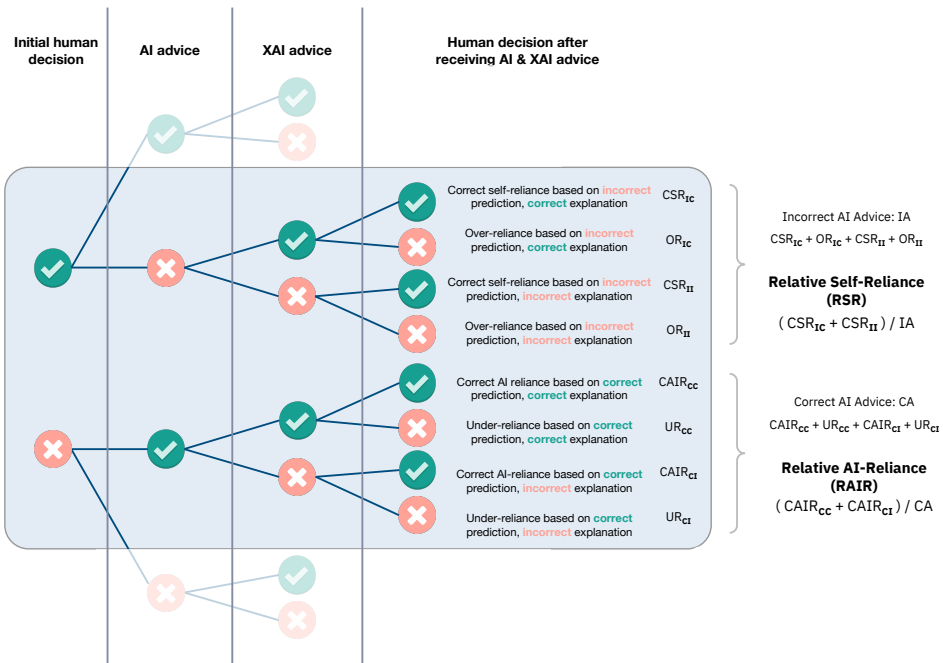 Initial human
decision
AI advice
XAI advice
Human decision after
receiving AI & XAI advice
Correct self-reliance based on incorrect
prediction, correct explanation
CSR_IC
Over-reliance based on incorrect
prediction, correct explanation
OR_IC
Correct self-reliance based on incorrect
prediction, incorrect explanation
CSR_II
Over-reliance based on incorrect
prediction, incorrect explanation
OR_II
Correct AI reliance based on correct
prediction, correct explanation
CAIR_CC
Under-reliance based on correct
prediction, correct explanation
UR_CC
Correct AI-reliance based on correct
prediction, incorrect explanation
CAIR_CI
Under-reliance based on correct
prediction, incorrect explanation
UR_CI
Incorrect AI Advice: IA
CSR_IC + OR_IC + CSR_II + OR_II
Relative Self-Reliance
(RSR)
( CSR_IC + CSR_II ) / IA
Correct AI Advice: CA
CAIR_CC + UR_CC + CAIR_CI + UR_CI
Relative AI-Reliance
(RAIR)
( CAIR_CC + CAIR_CI ) / CA